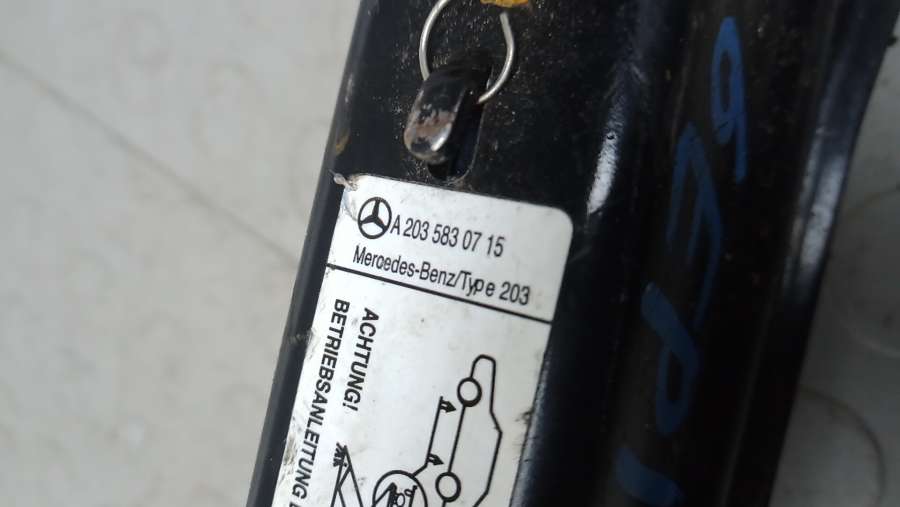 A 203 583 07 15
Mercedes-Benz/Type 203
ACHTUNG!
BETRIEBSANLEITUNG